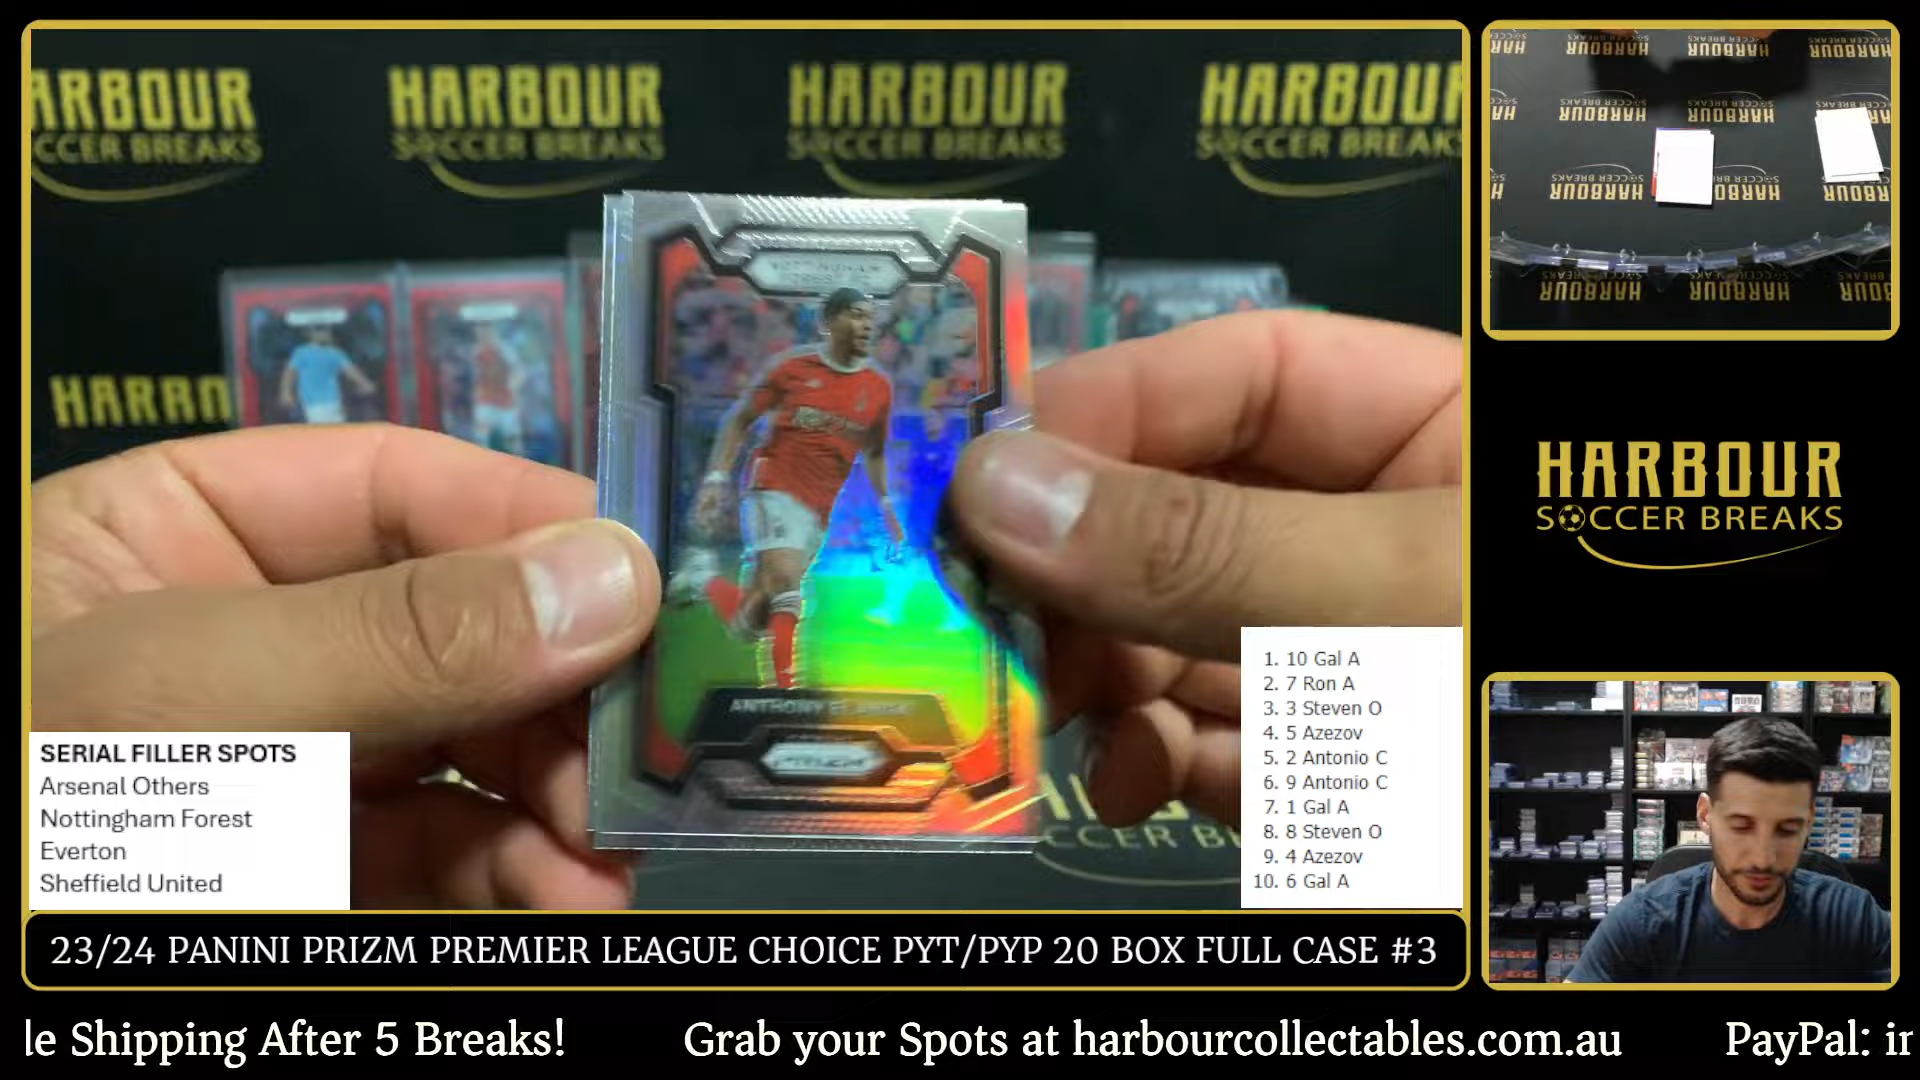 HARBOUR
SOCCER BREAKS
HARBOUR
SOCCER BREAKS
HARBOUR
SOCCER BREAKS
ANTHONY
SERIAL FILLER SPOTS
Arsenal Others
Nottingham Forest
Everton
Sheffield United
1. 10 Gal A
2. 7 Ron A
3. 3 Steven O
4. 5 Azezov
5. 2 Antonio C
6. 9 Antonio C
7. 1 Gal A
8. 8 Steven O
9. 4 Azezov
10. 6 Gal A
HARBOUR
SOCCER BREAKS
23/24 PANINI PRIZM PREMIER LEAGUE CHOICE PYT/PYP 20 BOX FULL CASE #3
le Shipping After 5 Breaks! Grab your Spots at harbourcollectables.com.au PayPal: ir